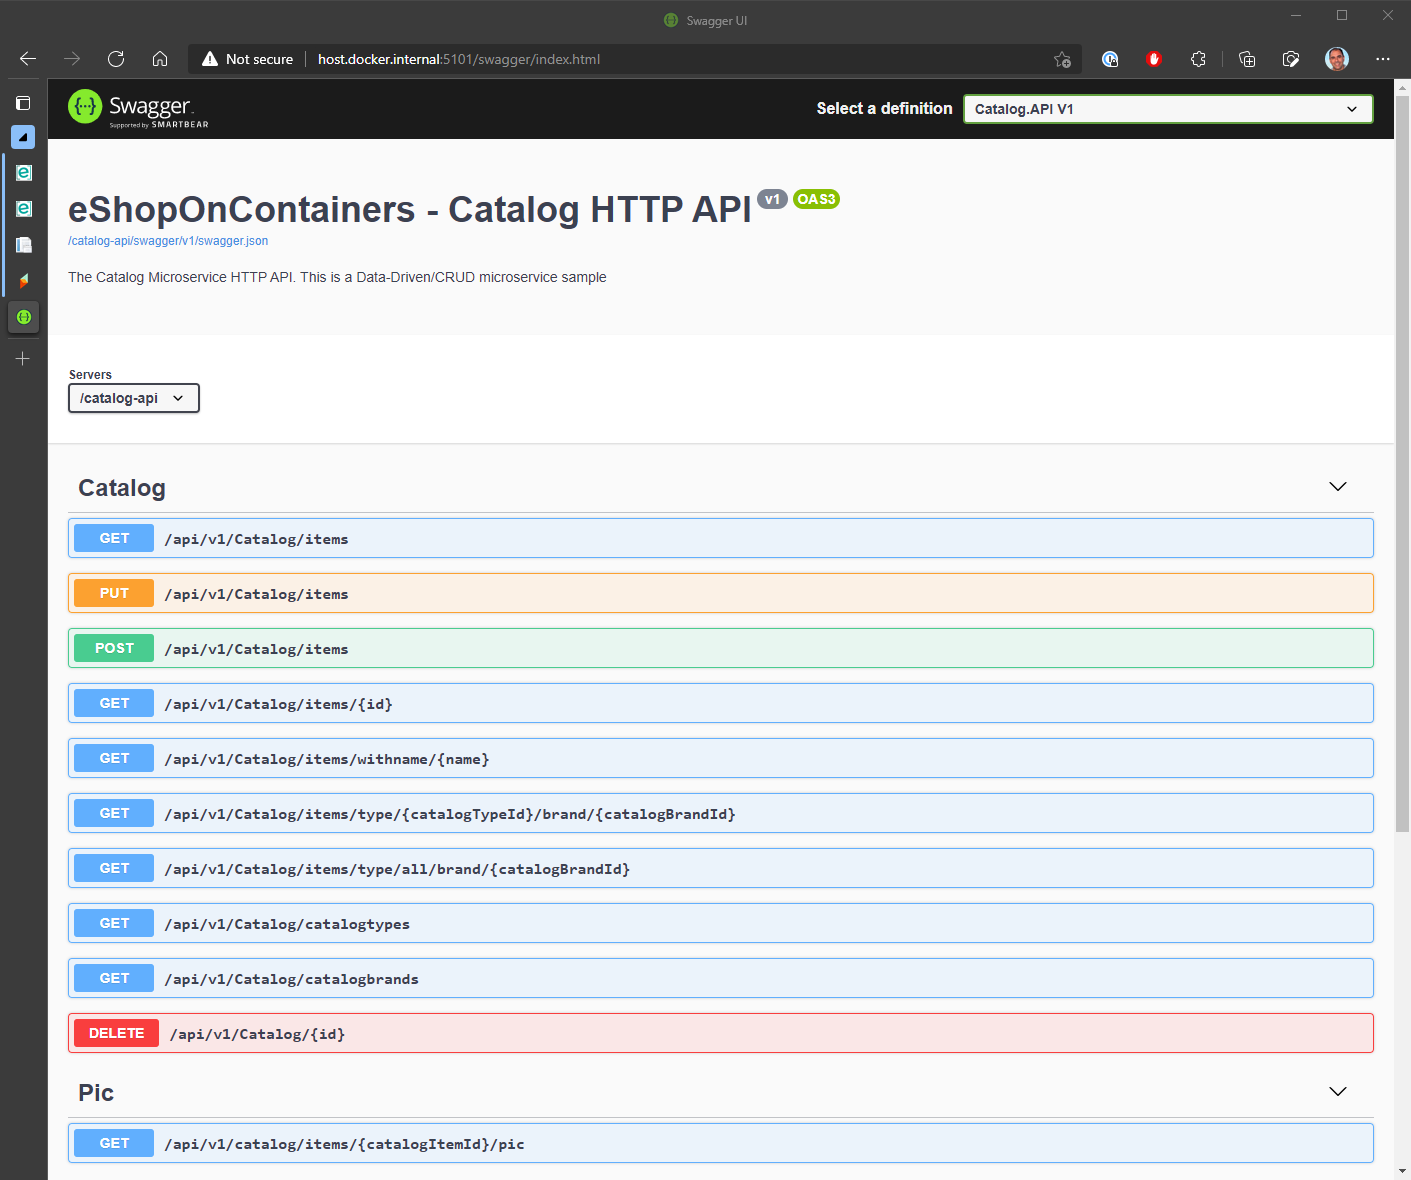 Swagger UI
Not secure
host.docker.internal:5101/swagger/index.html
Swagger
Supported by SMARTBEAR
Select a definition
Catalog.API V1
eShopOnContainers - Catalog HTTP API v1 OAS3
/catalog-api/swagger/v1/swagger.json
The Catalog Microservice HTTP API. This is a Data-Driven/CRUD microservice sample
Servers
/catalog-api
Catalog
GET /api/v1/Catalog/items
PUT /api/v1/Catalog/items
POST /api/v1/Catalog/items
GET /api/v1/Catalog/items/{id}
GET /api/v1/Catalog/items/withname/{name}
GET /api/v1/Catalog/items/type/{catalogTypeId}/brand/{catalogBrandId}
GET /api/v1/Catalog/items/type/all/brand/{catalogBrandId}
GET /api/v1/Catalog/catalogtypes
GET /api/v1/Catalog/catalogbrands
DELETE /api/v1/Catalog/{id}
Pic
GET /api/v1/catalog/items/{catalogItemId}/pic